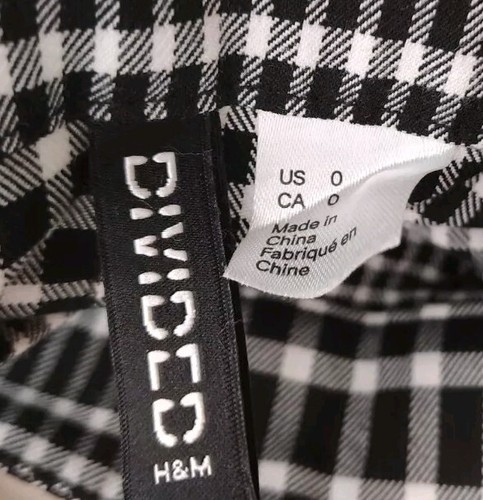 DIVIDED
H&M
US 0
CA 0
Made in
China
Fabriqué en
Chine